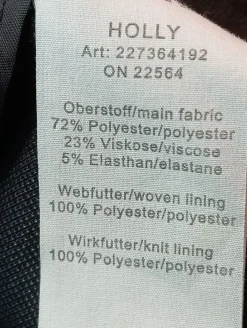 HOLLY
Art: 227364192
ON 22564
Oberstoff/main fabric
72% Polyester/polyester
23% Viskose/viscose
5% Elasthan/elastane
Webfutter/woven lining
100% Polyester/polyester
Wirkfutter/knit lining
100% Polyester/polyester